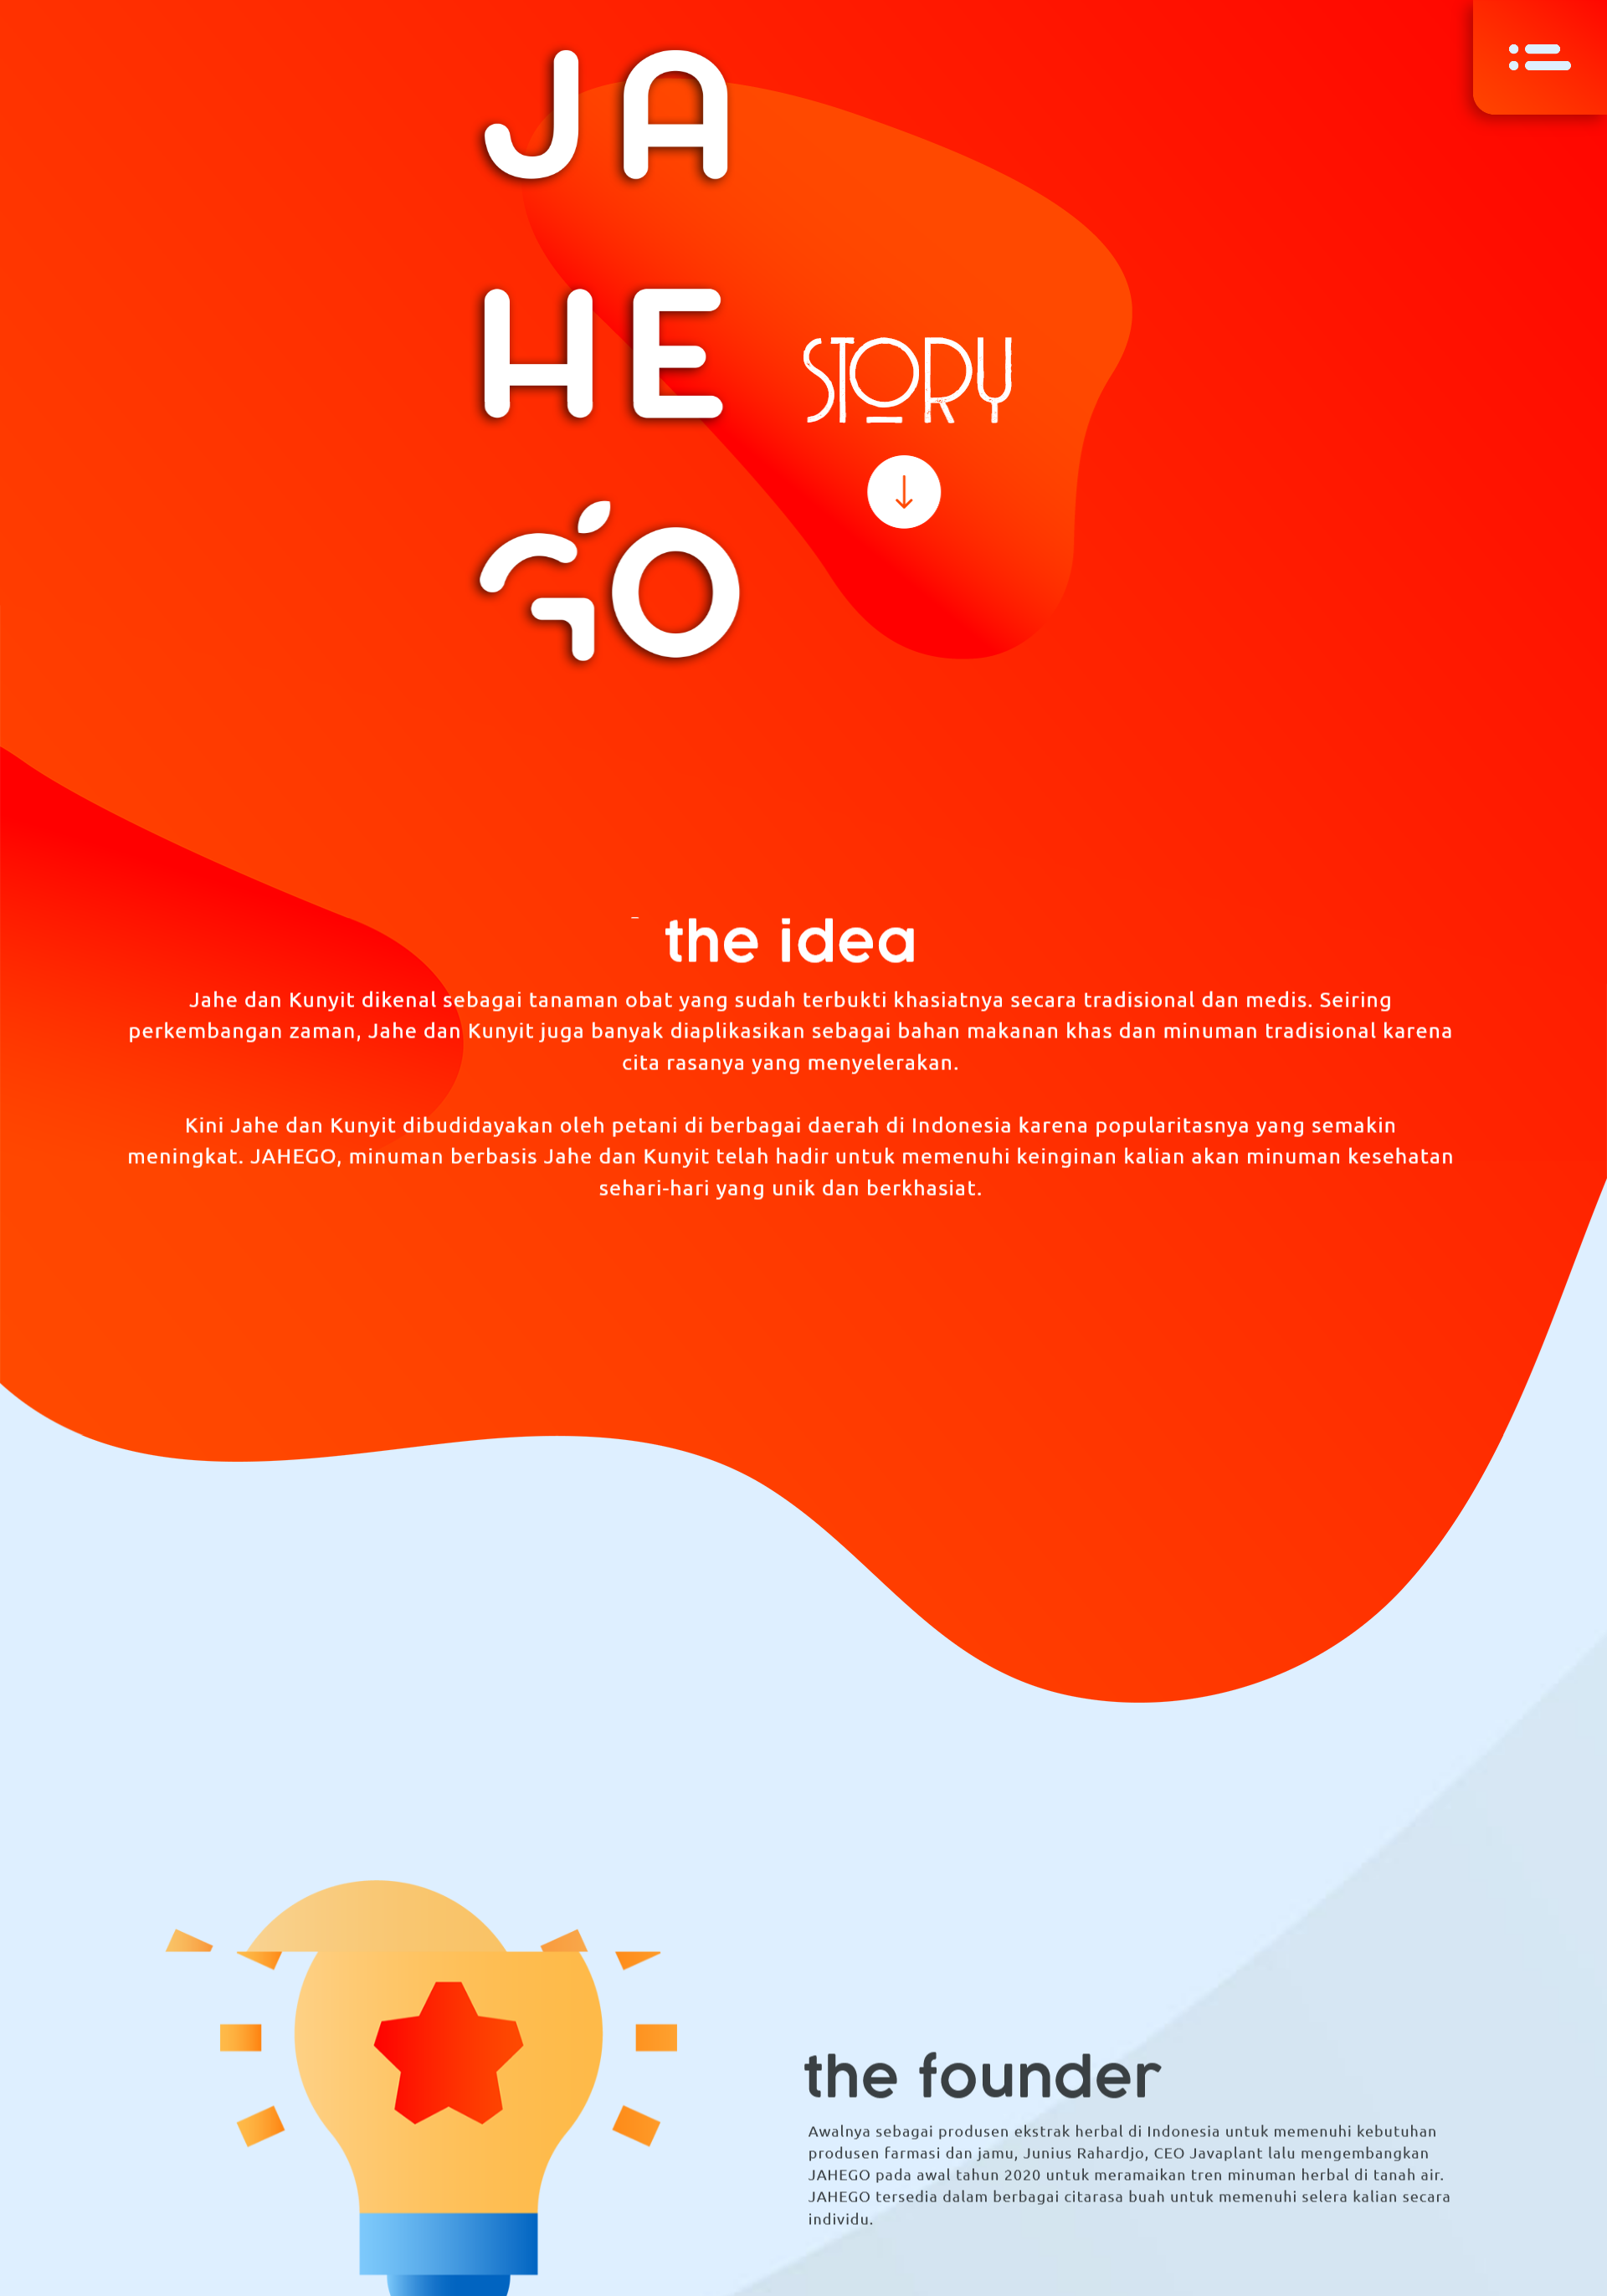 JA
HE
GO
STORY
the idea
Jahe dan Kunyit dikenal sebagai tanaman obat yang sudah terbukti khasiatnya secara tradisional dan medis. Seiring
perkembangan zaman, Jahe dan Kunyit juga banyak diaplikasikan sebagai bahan makanan khas dan minuman tradisional karena
cita rasanya yang menyelerakan.
Kini Jahe dan Kunyit dibudidayakan oleh petani di berbagai daerah di Indonesia karena popularitasnya yang semakin
meningkat. JAHEGO, minuman berbasis Jahe dan Kunyit telah hadir untuk memenuhi keinginan kalian akan minuman kesehatan
sehari-hari yang unik dan berkhasiat.
the founder
Awalnya sebagai produsen ekstrak herbal di Indonesia untuk memenuhi kebutuhan
produsen farmasi dan jamu, Junius Rahardjo, CEO Javaplant lalu mengembangkan
JAHEGO pada awal tahun 2020 untuk meramaikan tren minuman herbal di tanah air.
JAHEGO tersedia dalam berbagai citarasa buah untuk memenuhi selera kalian secara
individu.